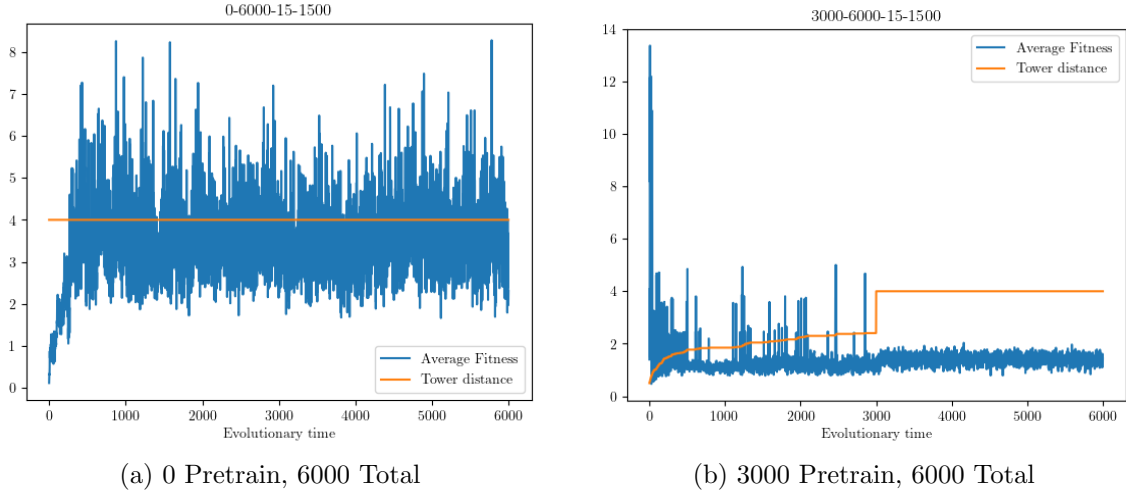 0-6000-15-1500
8
7
6
5
4
3
2
1
0
Average Fitness
Tower distance
0 1000 2000 3000 4000 5000 6000
Evolutionary time
(a) 0 Pretrain, 6000 Total
3000-6000-15-1500
14
12
10
8
6
4
2
0
Average Fitness
Tower distance
0 1000 2000 3000 4000 5000 6000
Evolutionary time
(b) 3000 Pretrain, 6000 Total